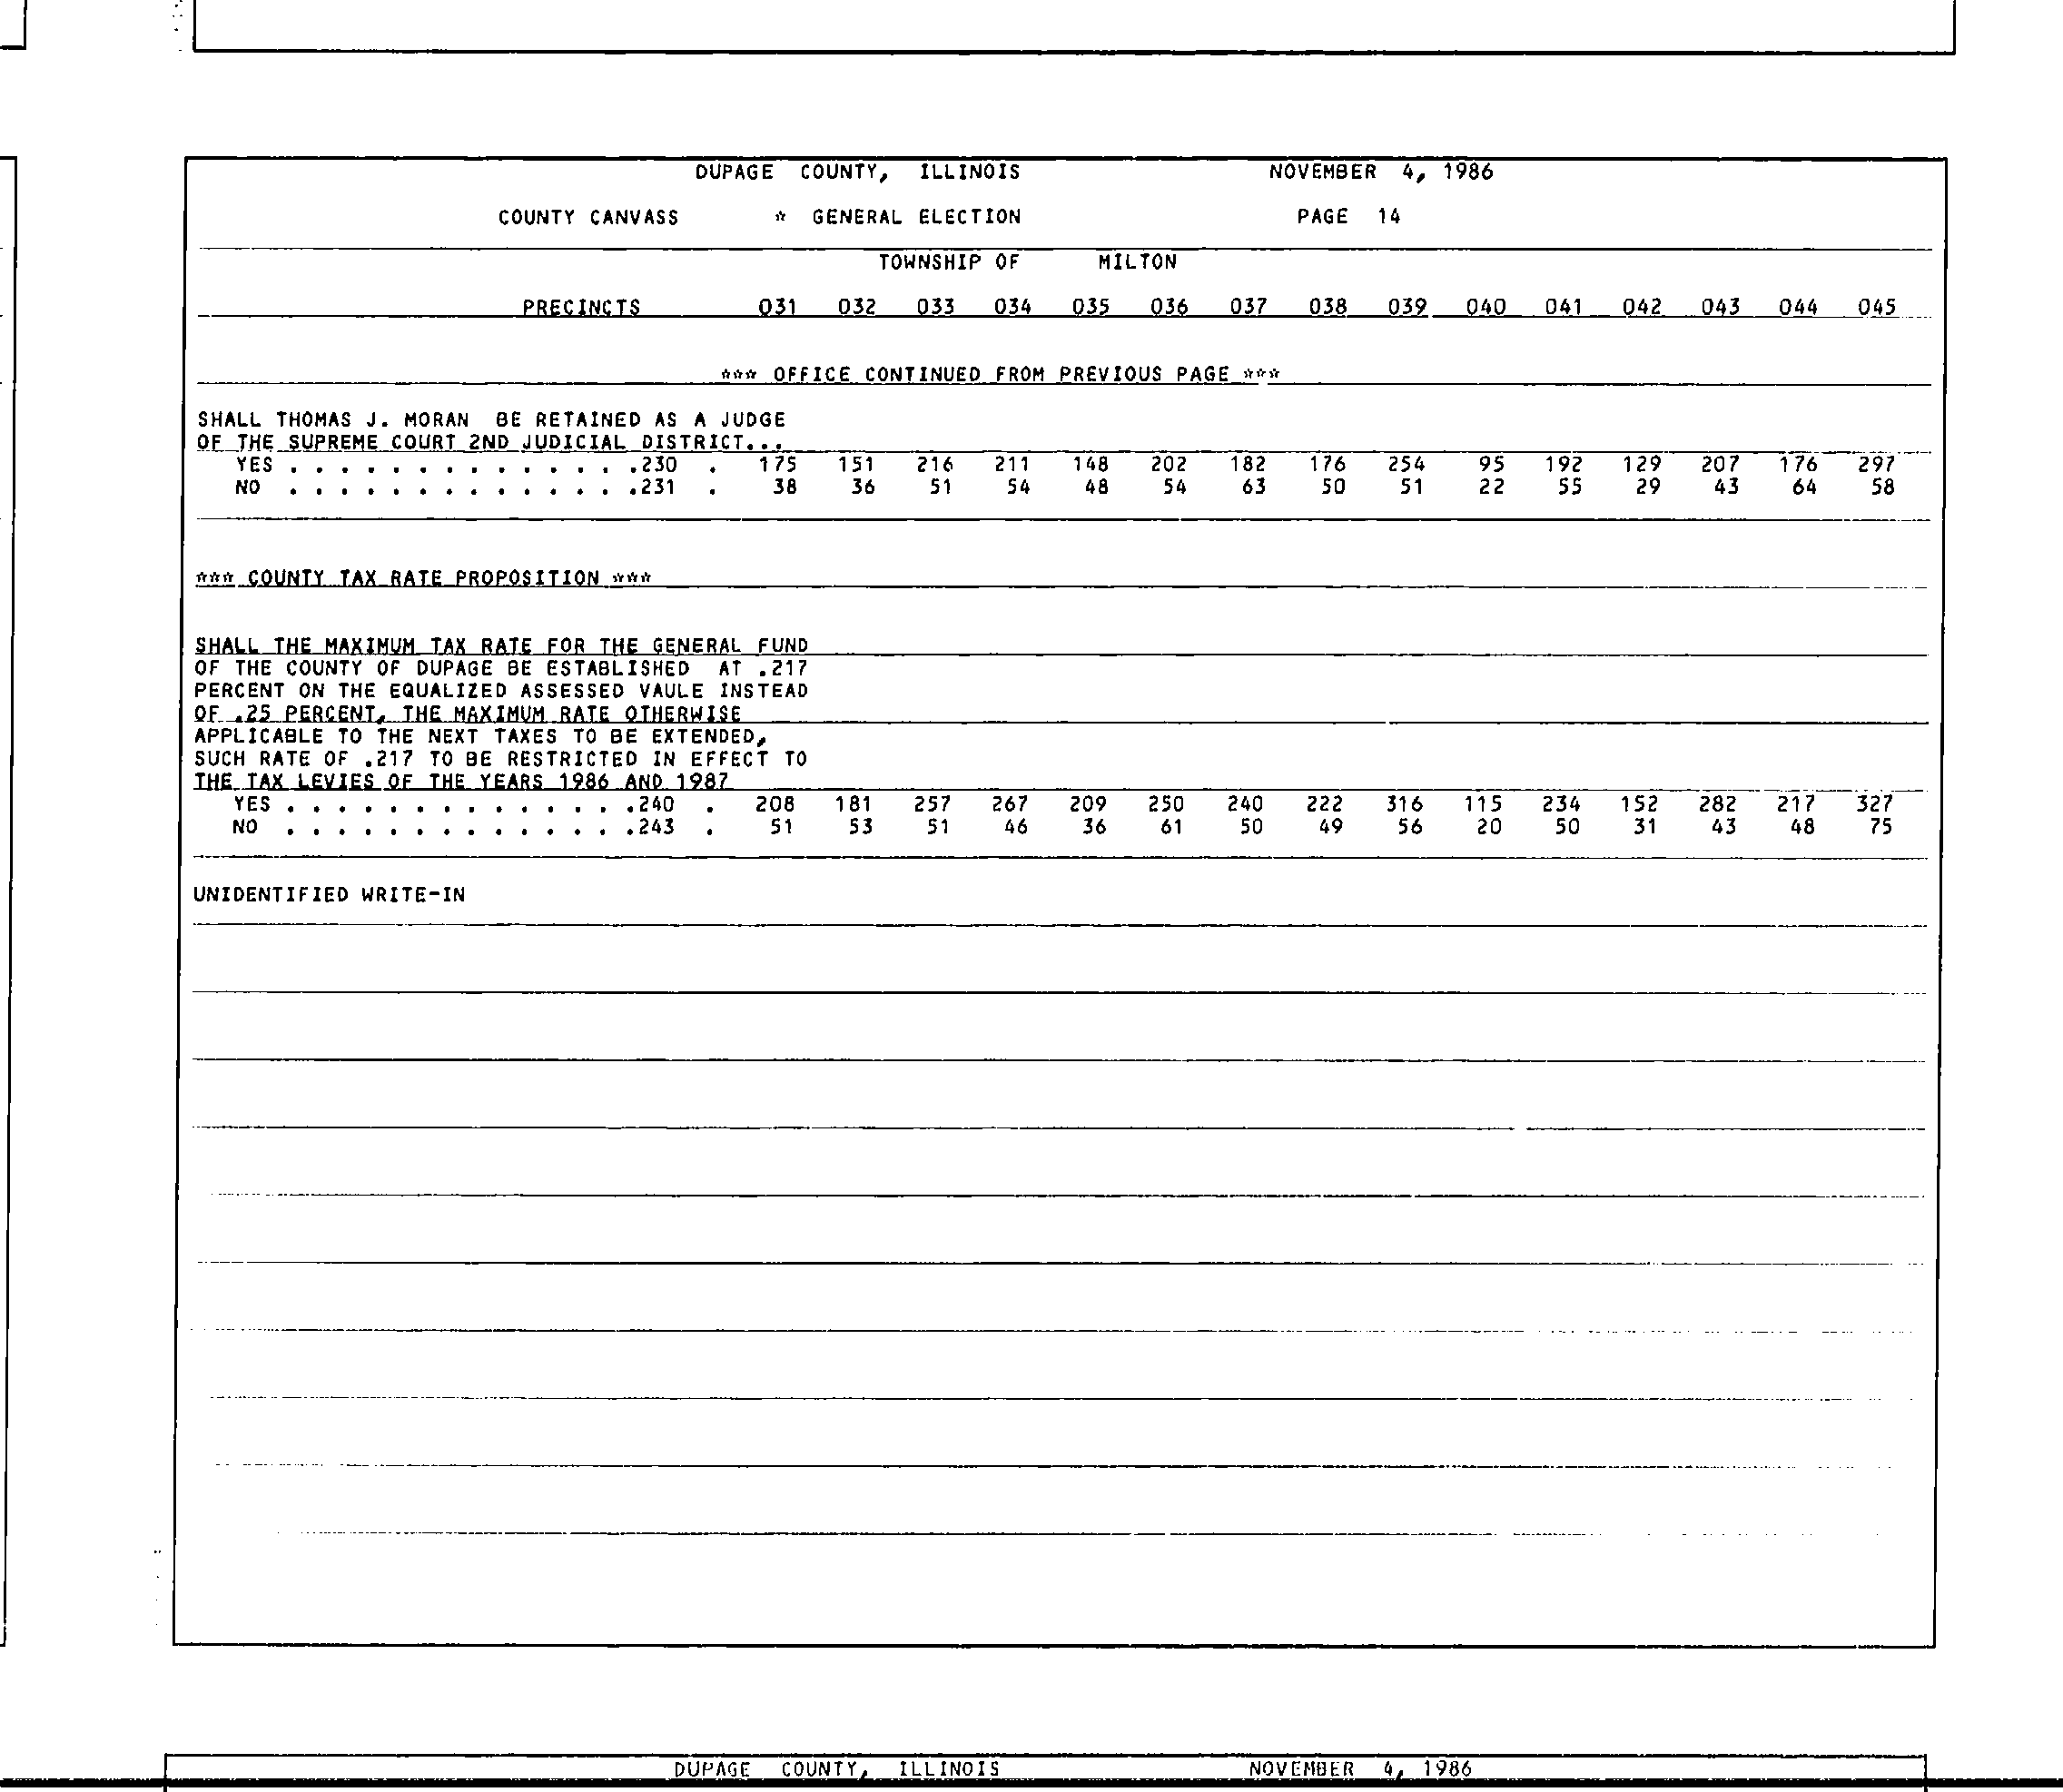 DUPAGE COUNTY, ILLINOIS NOVEMBER 4, 1986
COUNTY CANVASS * GENERAL ELECTION PAGE 14
TOWNSHIP OF MILTON
PRECINCTS 031 032 033 034 035 036 037 038 039 040 041 042 043 044 045
*** OFFICE CONTINUED FROM PREVIOUS PAGE ***
SHALL THOMAS J. MORAN BE RETAINED AS A JUDGE
OF THE SUPREME COURT 2ND JUDICIAL DISTRICT...
YES . . . . . . . . . . . . . .230 . 175 151 216 211 148 202 182 176 254 95 192 129 207 176 297
NO . . . . . . . . . . . . . .231 . 38 36 51 54 48 54 63 50 51 22 55 29 43 64 58
*** COUNTY TAX RATE PROPOSITION ***
SHALL THE MAXIMUM TAX RATE FOR THE GENERAL FUND
OF THE COUNTY OF DUPAGE BE ESTABLISHED AT .217
PERCENT ON THE EQUALIZED ASSESSED VAULE INSTEAD
OF .25 PERCENT, THE MAXIMUM RATE OTHERWISE
APPLICABLE TO THE NEXT TAXES TO BE EXTENDED,
SUCH RATE OF .217 TO BE RESTRICTED IN EFFECT TO
THE TAX LEVIES OF THE YEARS 1986 AND 1987
YES . . . . . . . . . . . . . .240 . 208 181 257 267 209 250 240 222 316 115 234 152 282 217 327
NO . . . . . . . . . . . . . .243 . 51 53 51 46 36 61 50 49 56 20 50 31 43 48 75
UNIDENTIFIED WRITE-IN
DUPAGE COUNTY, ILLINOIS NOVEMBER 4, 1986